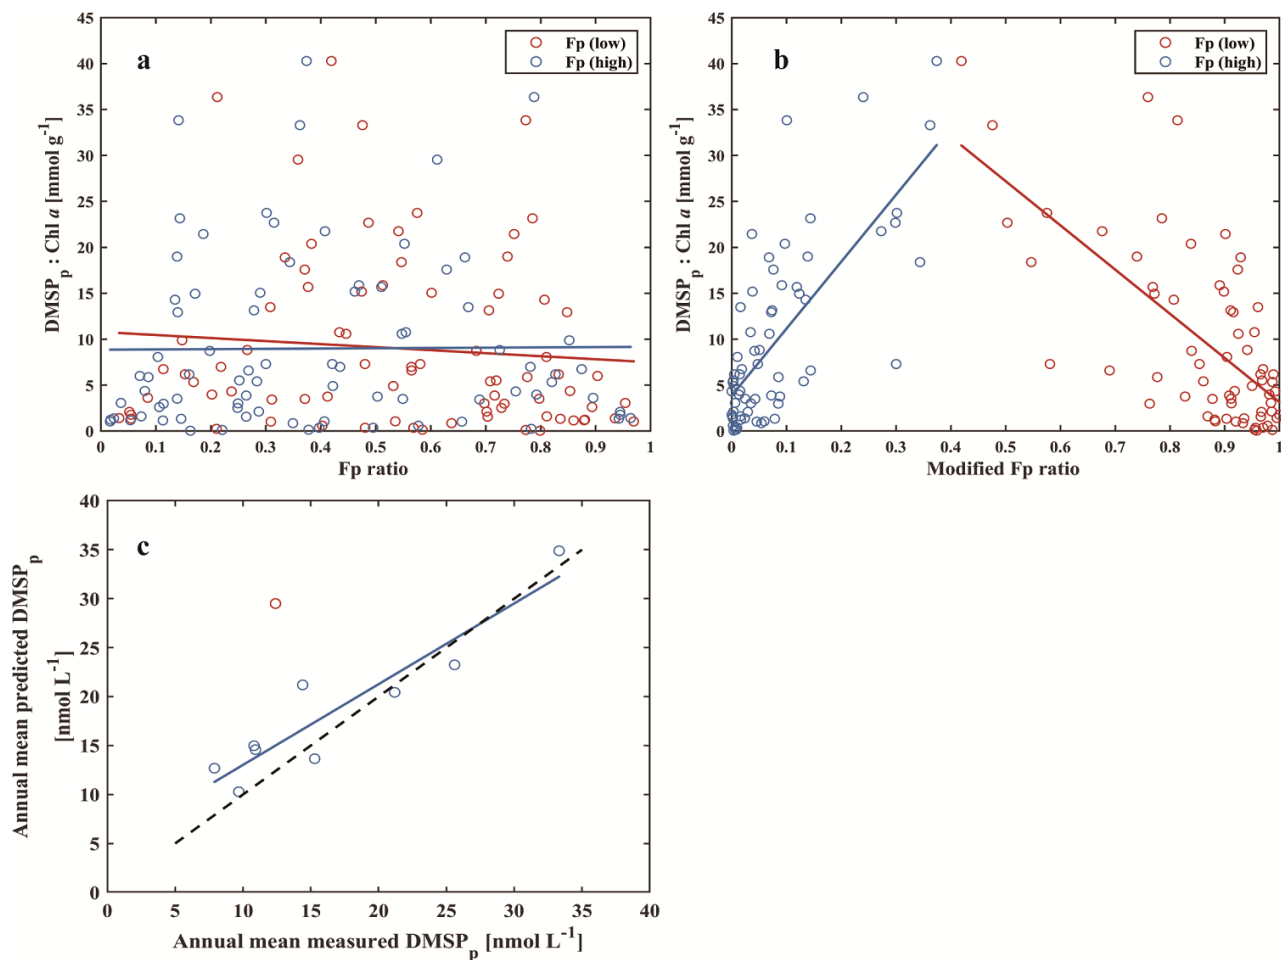 a
Fp (low)
Fp (high)
45
40
35
30
25
20
15
10
5
0
DMSPp : Chl a [mmol g-1]
0 0.1 0.2 0.3 0.4 0.5 0.6 0.7 0.8 0.9 1
Fp ratio
b
Fp (low)
Fp (high)
45
40
35
30
25
20
15
10
5
0
DMSPp : Chl a [mmol g-1]
0 0.1 0.2 0.3 0.4 0.5 0.6 0.7 0.8 0.9 1
Modified Fp ratio
c
40
35
30
25
20
15
10
5
0
Annual mean predicted DMSPp
[nmol L-1]
0 5 10 15 20 25 30 35 40
Annual mean measured DMSPp [nmol L-1]